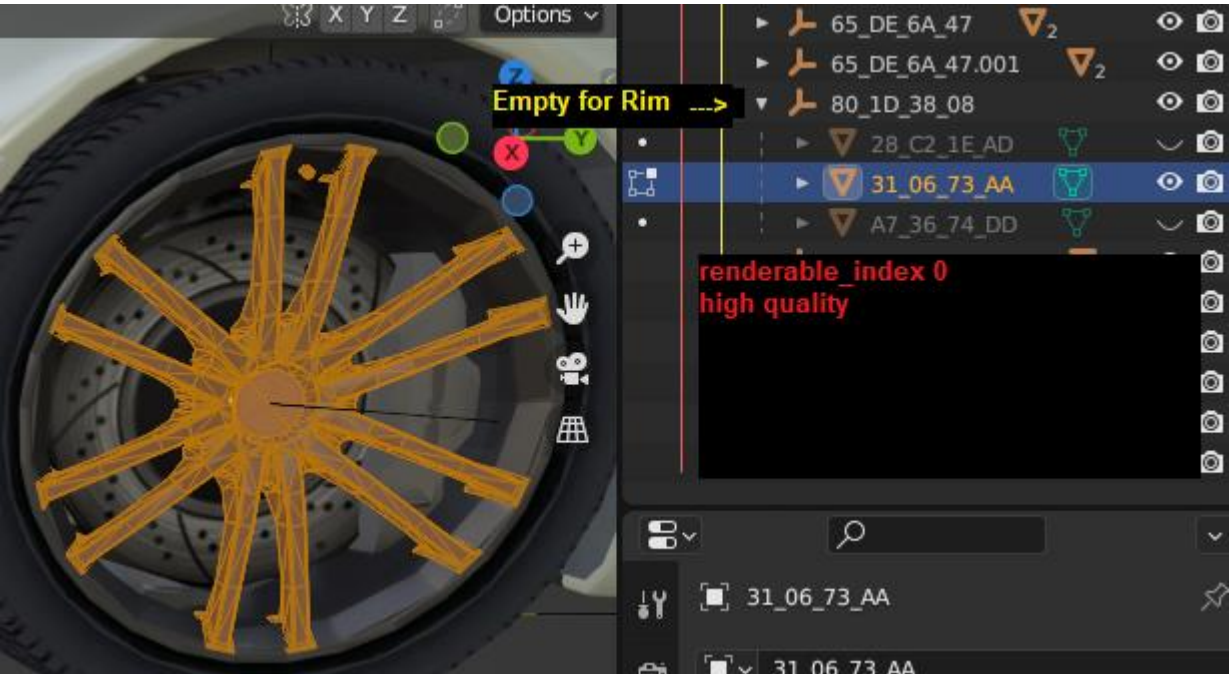 X Y Z Options
65_DE_6A_47 2
Z
65_DE_6A_47.001 2
Empty for Rim --->
80_1D_38_08
Y
X
28_C2_1E_AD
31_06_73_AA
A7_36_74_DD
renderable_index 0
high quality
31_06_73_AA
31_06_73_AA